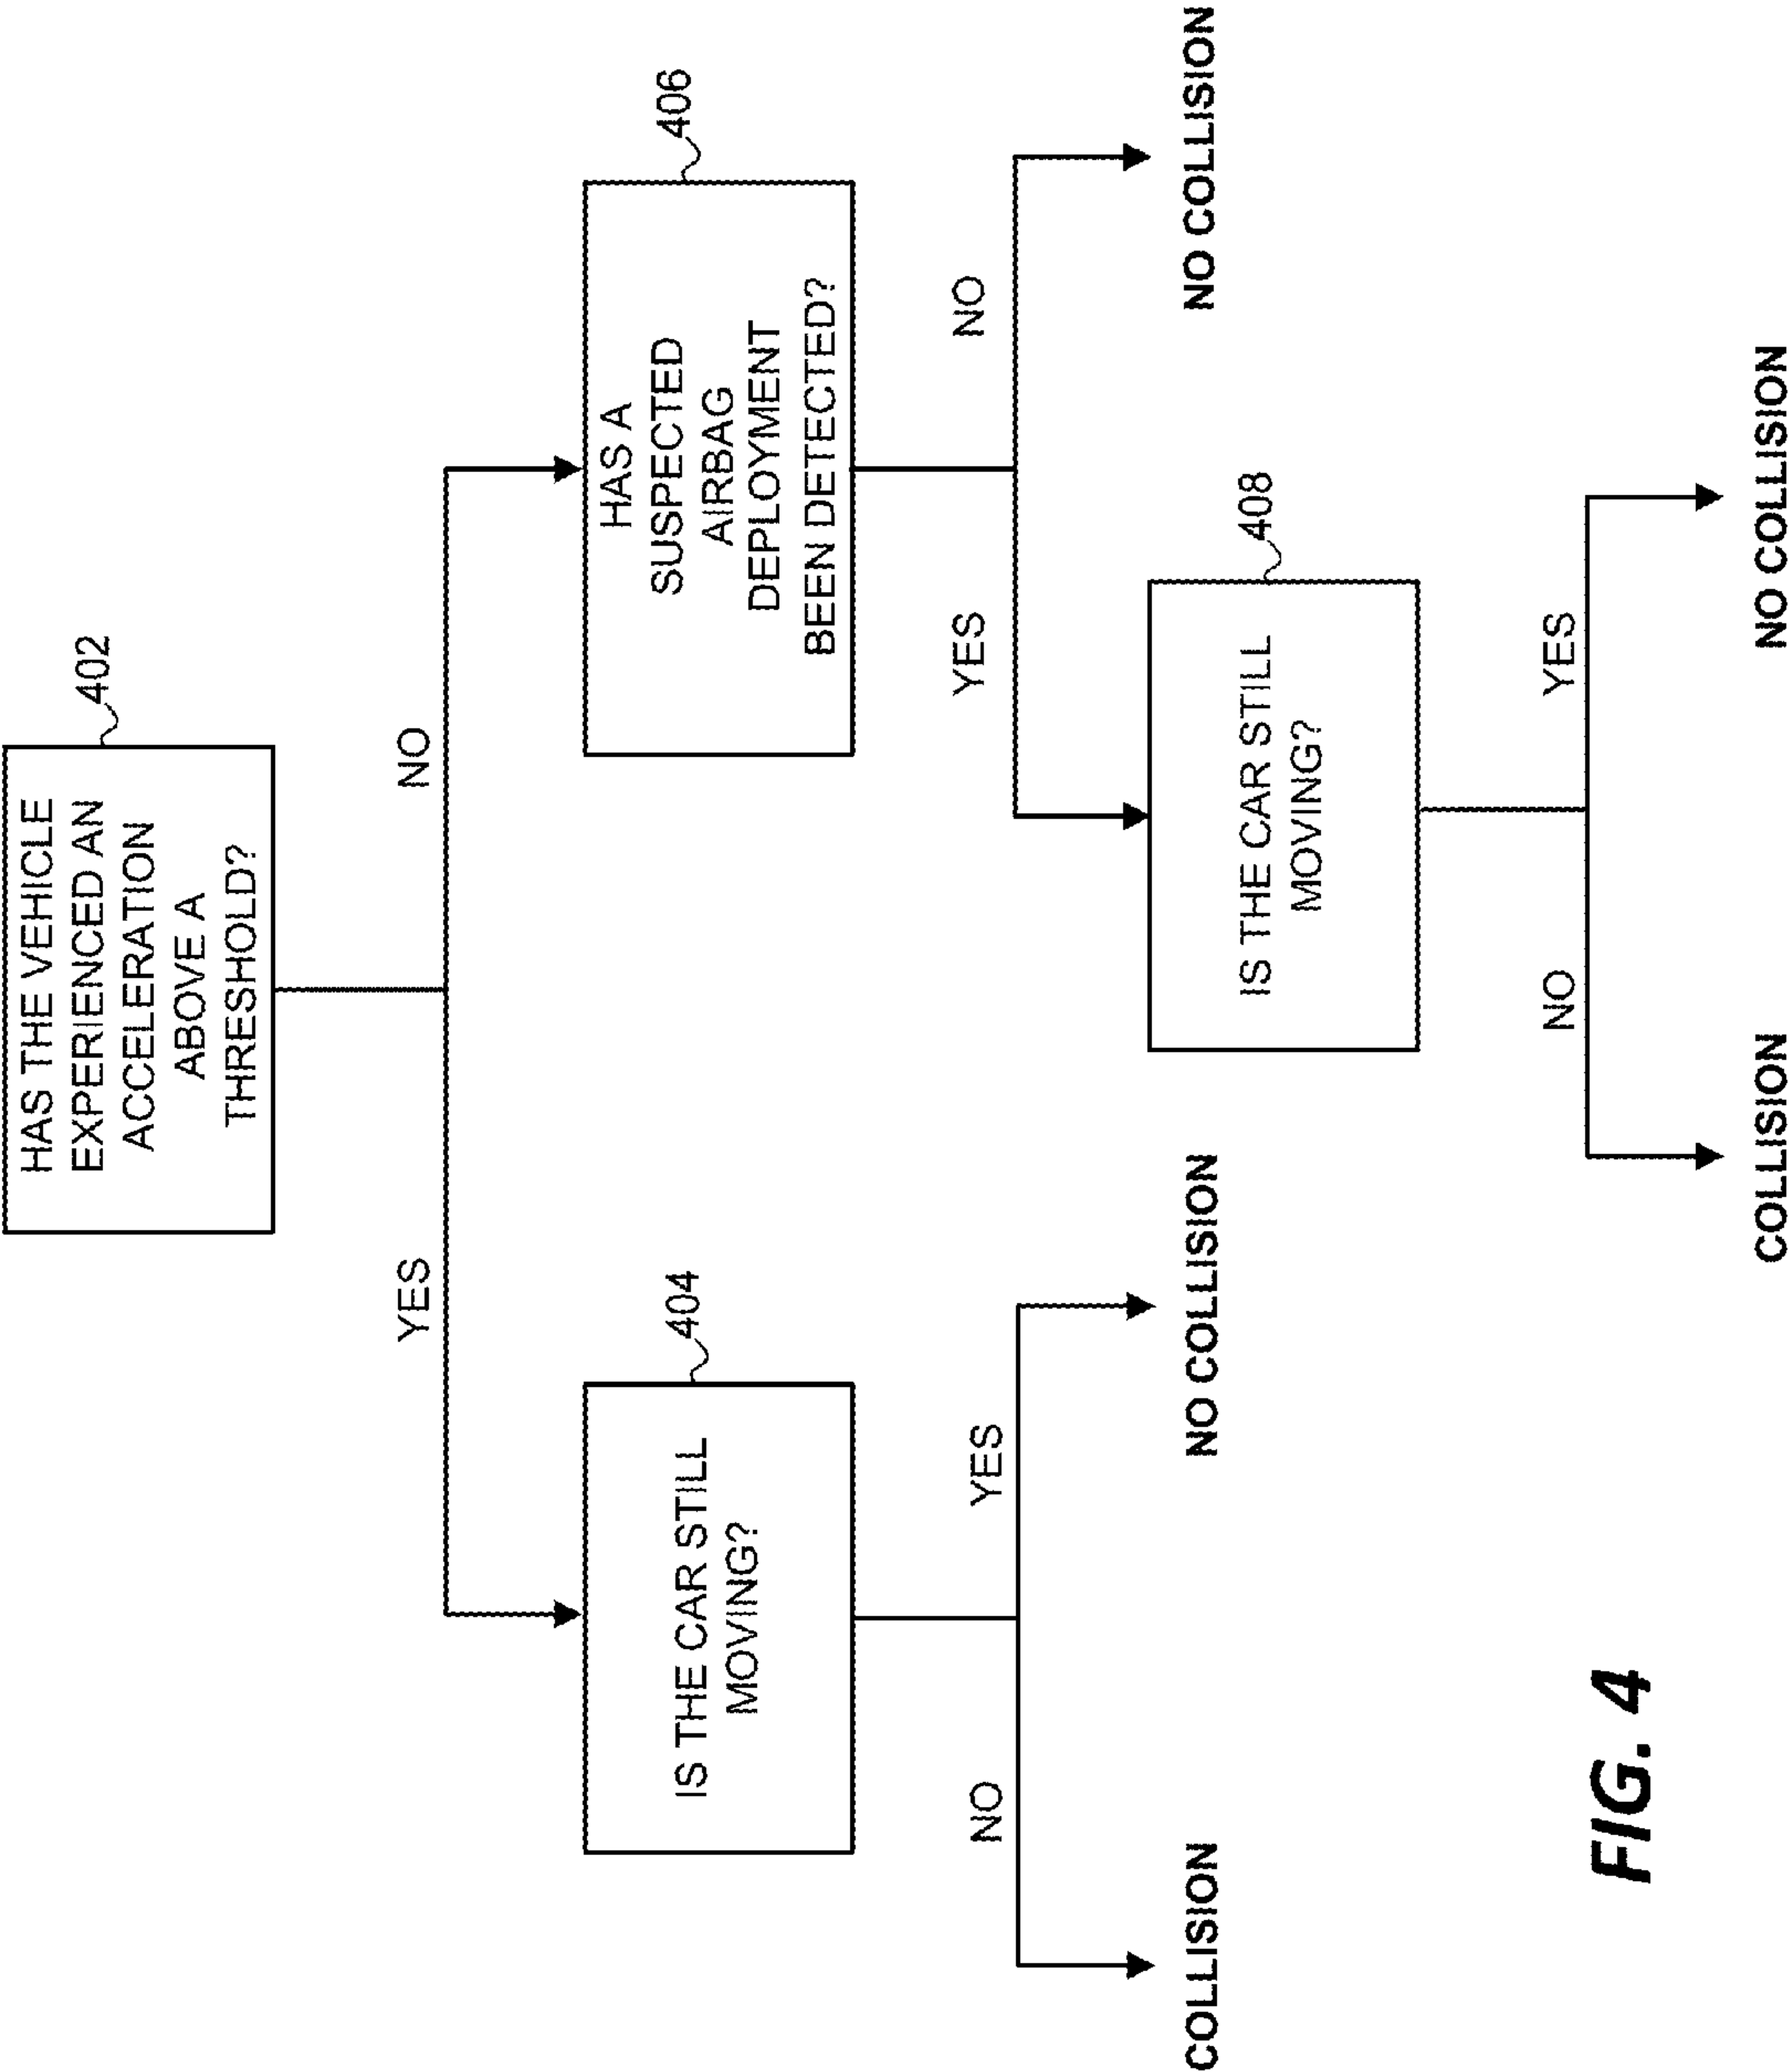 HAS THE VEHICLE
EXPERIENCED AN
ACCELERATION
ABOVE A
THRESHOLD?
402
YES
NO
IS THE CAR STILL
MOVING?
404
HAS A
SUSPECTED
AIRBAG
DEPLOYMENT
BEEN DETECTED?
406
NO
YES
YES
NO
COLLISION
NO COLLISION
IS THE CAR STILL
MOVING?
408
NO COLLISION
NO
YES
COLLISION
NO COLLISION
FIG. 4